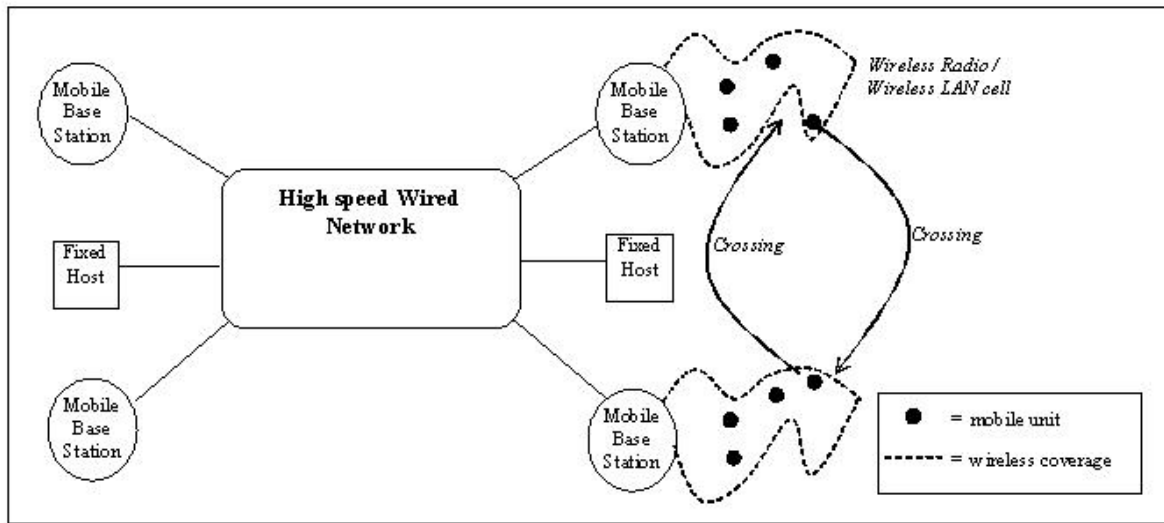 Mobile
Base
Station
Mobile
Base
Station
Wireless Radio /
Wireless LAN cell
High speed Wired
Network
Fixed
Host
Fixed
Host
Crossing
Crossing
Mobile
Base
Station
Mobile
Base
Station
= mobile unit
= wireless coverage